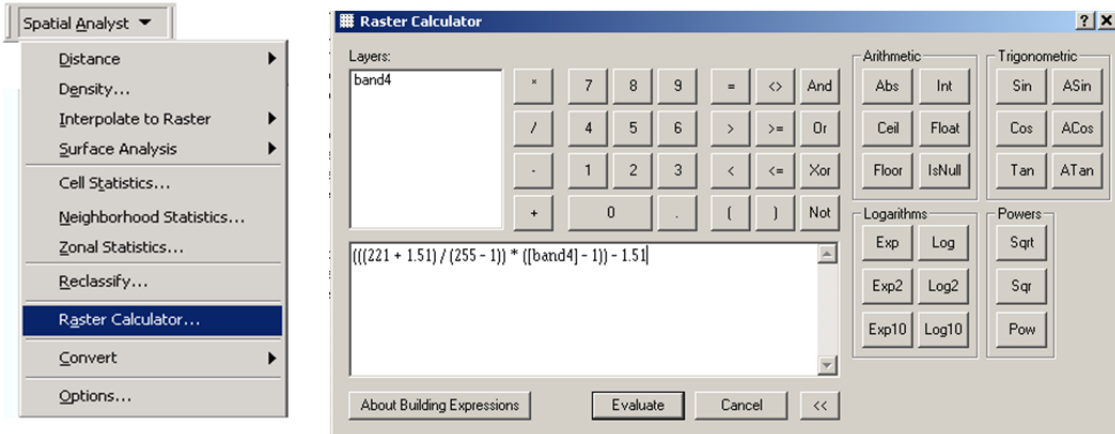 Spatial Analyst
Distance
Density...
Interpolate to Raster
Surface Analysis
Cell Statistics...
Neighborhood Statistics...
Zonal Statistics...
Reclassify...
Raster Calculator...
Convert
Options...
Raster Calculator
? X
Layers:
band4
* 7 8 9 = <> And
/ 4 5 6 > >= Or
- 1 2 3 < <= Xor
+ 0 . ( ) Not
Arithmetic
Abs Int
Ceil Float
Floor IsNull
Trigonometric
Sin ASin
Cos ACos
Tan ATan
Logarithms
Exp Log
Exp2 Log2
Exp10 Log10
Powers
Sqrt
Sqr
Pow
(((221 + 1.51) / (255 - 1)) * ([band4] - 1)) - 1.51
About Building Expressions Evaluate Cancel <<